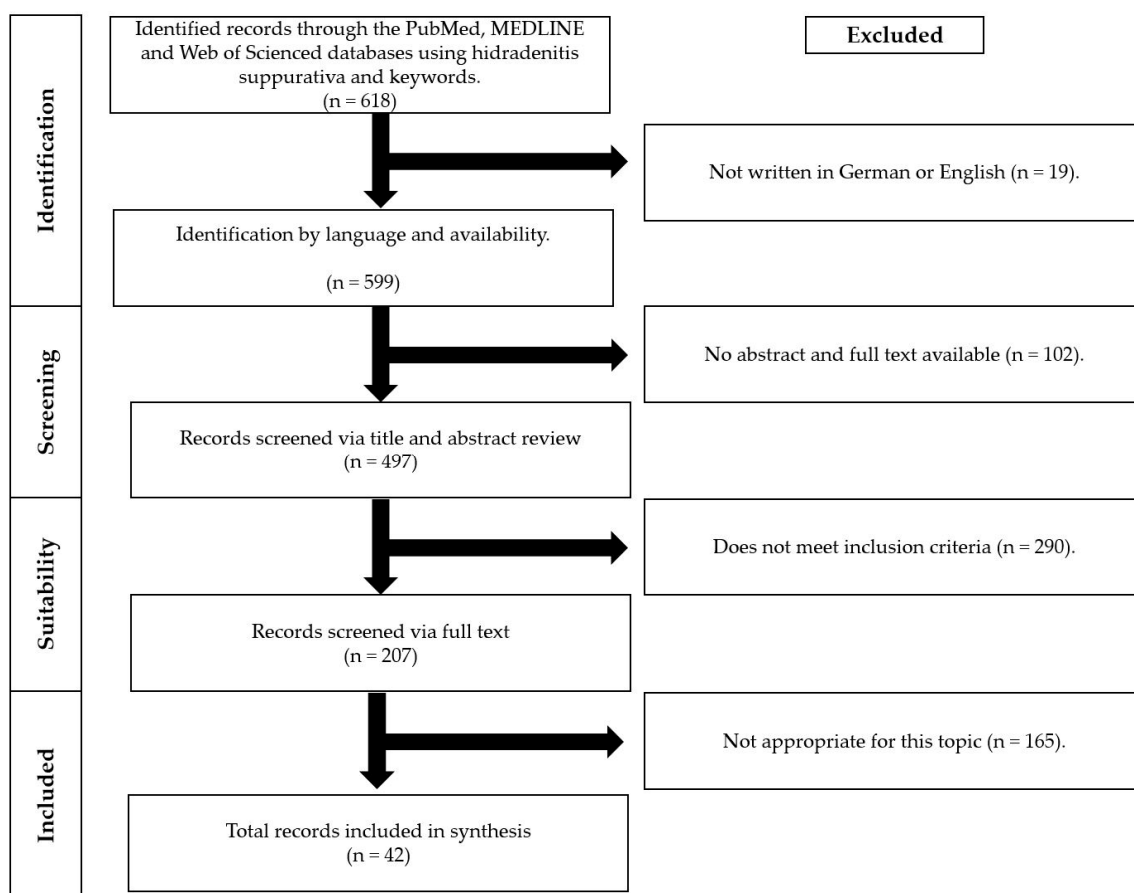 Identified records through the PubMed, MEDLINE
and Web of Scienced databases using hidradenitis
suppurativa and keywords.
(n = 618)
Excluded
Identification
Not written in German or English (n = 19).
Identification by language and availability.
(n = 599)
Screening
No abstract and full text available (n = 102).
Records screened via title and abstract review
(n = 497)
Suitability
Does not meet inclusion criteria (n = 290).
Records screened via full text
(n = 207)
Included
Not appropriate for this topic (n = 165).
Total records included in synthesis
(n = 42)